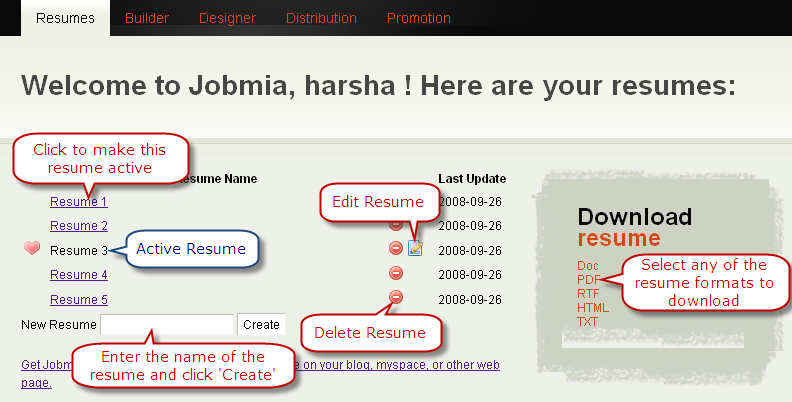 Resumes Builder Designer Distribution Promotion
Welcome to Jobmia, harsha ! Here are your resumes:
Click to make this
resume active
Name Last Update
Resume 1 2008-09-26
Edit Resume
Resume 2 2008-09-26
Resume 3 Active Resume 2008-09-26
Resume 4 2008-09-26
Resume 5 2008-09-26
New Resume Create
Delete Resume
Enter the name of the
resume and click 'Create'
Get on your blog, myspace, or other web
page.
Download
resume
Doc
PDF
RTF
HTML
TXT
Select any of the
resume formats to
download